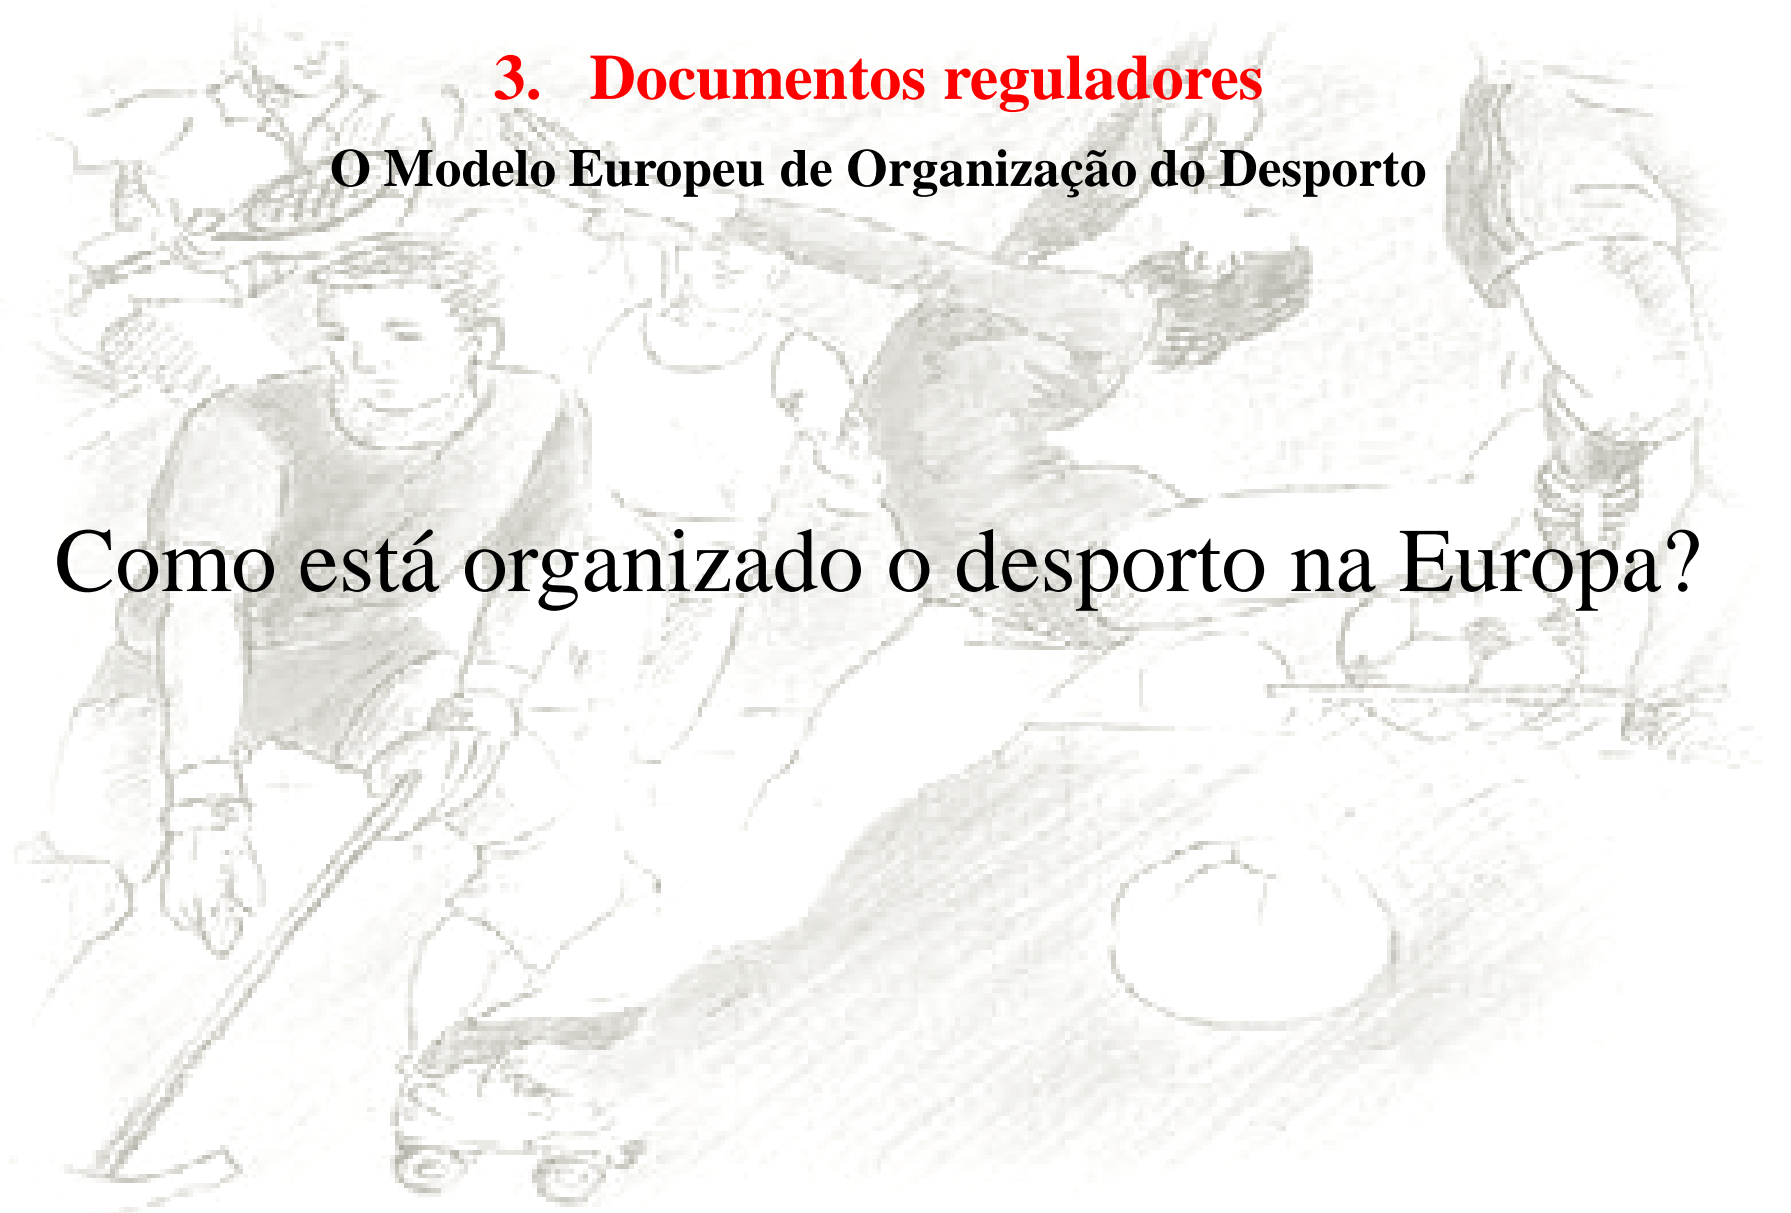 3. Documentos reguladores
O Modelo Europeu de Organização do Desporto
Como está organizado o desporto na Europa?